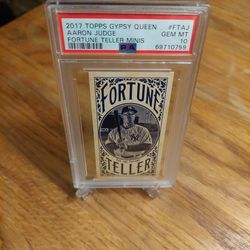 2017 TOPPS GYPSY QUEEN #FTAJ
AARON JUDGE GEM MT
FORTUNE TELLER MINIS 10
PSA 69710759
FORTUNE
TELLER